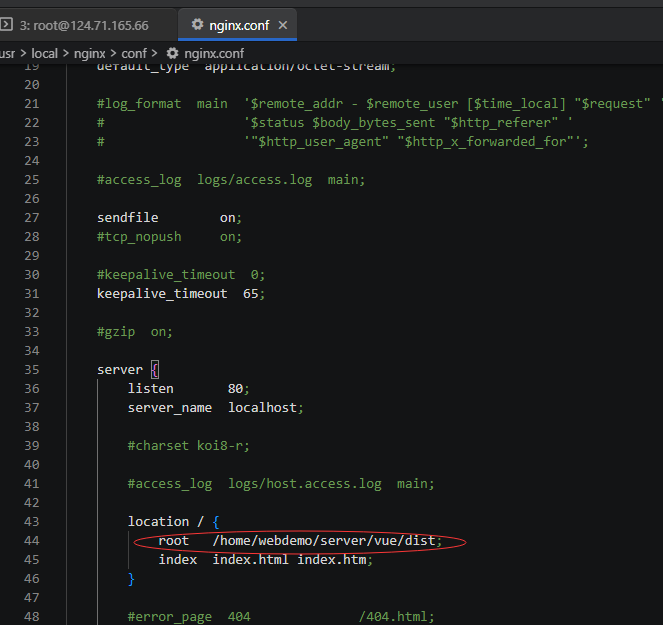 3: root@124.71.165.66
nginx.conf
usr > local > nginx > conf > nginx.conf
19 default_type application/octet-stream;
20
21 #log_format main '$remote_addr - $remote_user [$time_local] "$request" '
22 # '$status $body_bytes_sent "$http_referer" '
23 # '"$http_user_agent" "$http_x_forwarded_for"';
24
25 #access_log logs/access.log main;
26
27 sendfile on;
28 #tcp_nopush on;
29
30 #keepalive_timeout 0;
31 keepalive_timeout 65;
32
33 #gzip on;
34
35 server {
36 listen 80;
37 server_name localhost;
38
39 #charset koi8-r;
40
41 #access_log logs/host.access.log main;
42
43 location / {
44 root /home/webdemo/server/vue/dist;
45 index index.html index.htm;
46 }
47
48 #error_page 404 /404.html;